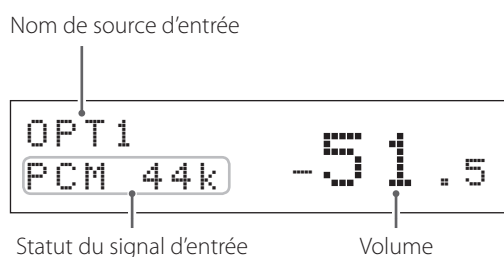 Nom de source d'entrée
OPT1
PCM 44k
-51.5
Statut du signal d'entrée
Volume